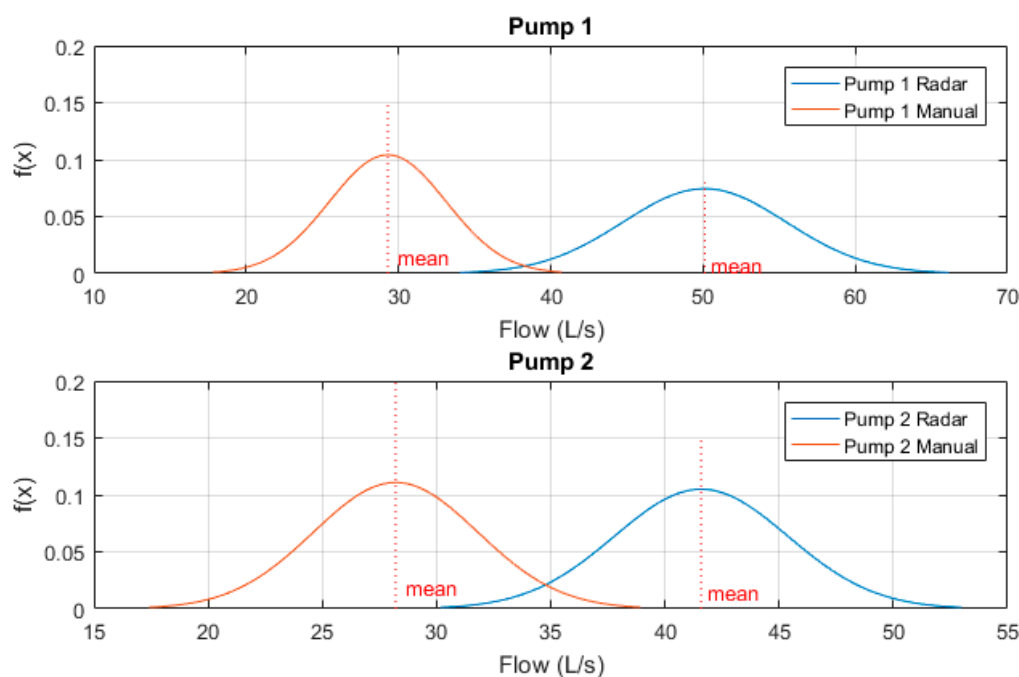 Pump 1
0.2
0.15
0.1
0.05
0
f(x)
Pump 1 Radar
Pump 1 Manual
mean
mean
10 20 30 40 50 60 70
Flow (L/s)
Pump 2
0.2
0.15
0.1
0.05
0
f(x)
Pump 2 Radar
Pump 2 Manual
mean
mean
15 20 25 30 35 40 45 50 55
Flow (L/s)